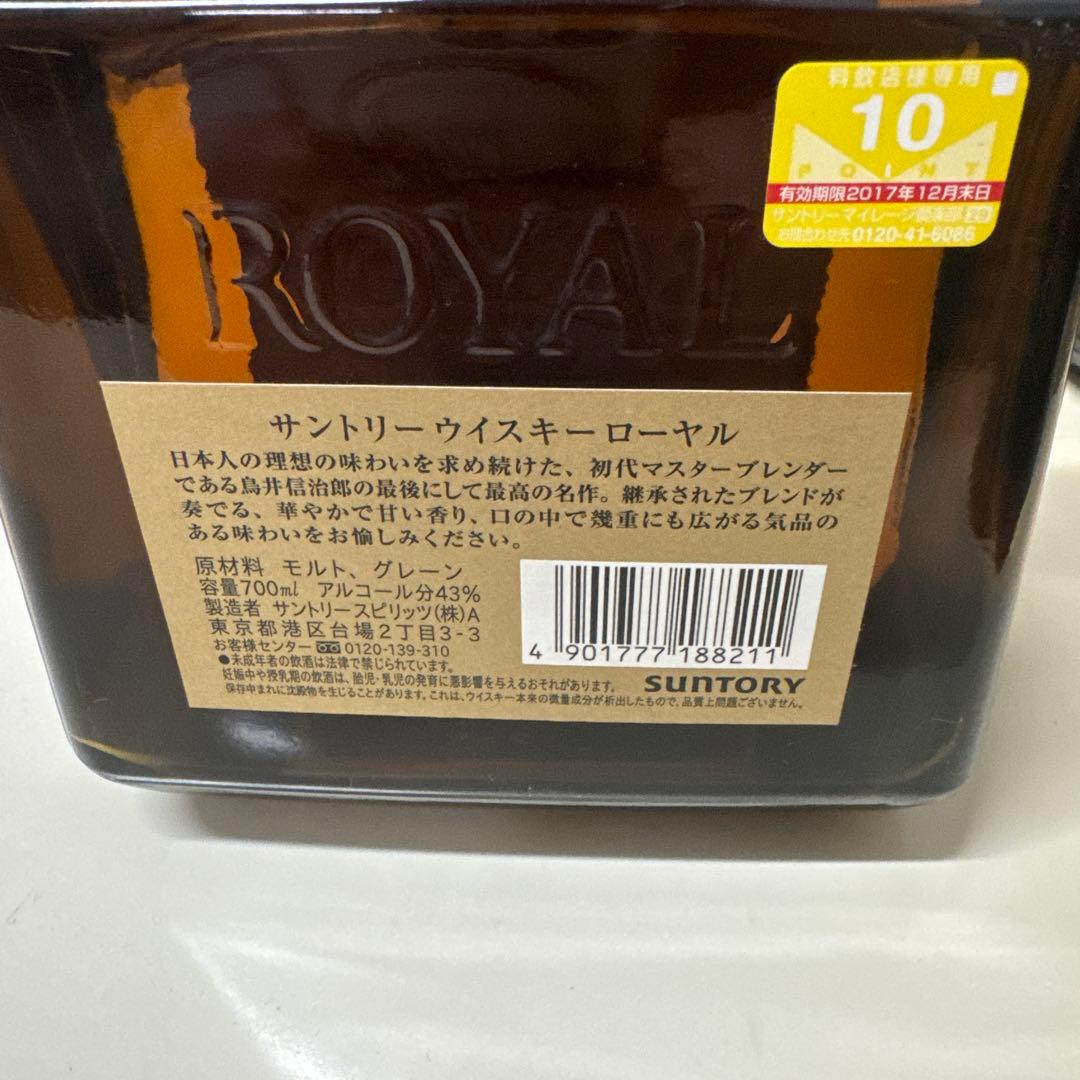 料飲店様専用
10
POINT
有効期限2017年12月末日
サントリーマイレージ倶楽部 29
お問合わせ先 0120-41-6086
ROYAL
サントリーウイスキーローヤル
日本人の理想の味わいを求め続けた、初代マスターブレンダー
である鳥井信治郎の最後にして最高の名作。継承されたブレンドが
奏でる、華やかで甘い香り、口の中で幾重にも広がる気品の
ある味わいをお愉しみください。
原材料 モルト、グレーン
容量700ml アルコール分43%
製造者 サントリースピリッツ(株)A
東京都港区台場2丁目3-3
お客様センター 0120-139-310
●未成年者の飲酒は法律で禁じられています。
妊娠中や授乳期の飲酒は、胎児・乳児の発育に悪影響を与えるおそれがあります。
保存中まれに沈殿物を生じることがあります。これは、ウイスキー本来の微量成分が析出したもので、品質上問題ございません。
4 901777 188211
SUNTORY